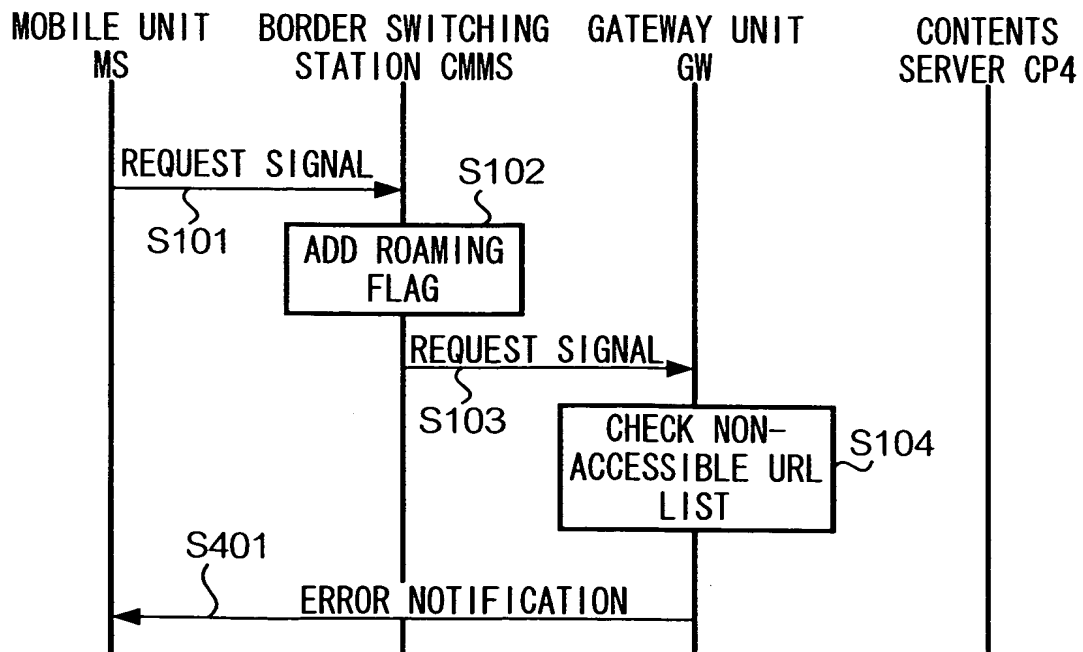 MOBILE UNIT
MS
BORDER SWITCHING
STATION CMMS
GATEWAY UNIT
GW
CONTENTS
SERVER CP4
REQUEST SIGNAL
S101
S102
ADD ROAMING
FLAG
REQUEST SIGNAL
S103
CHECK NON-
ACCESSIBLE URL
LIST
S104
S401
ERROR NOTIFICATION